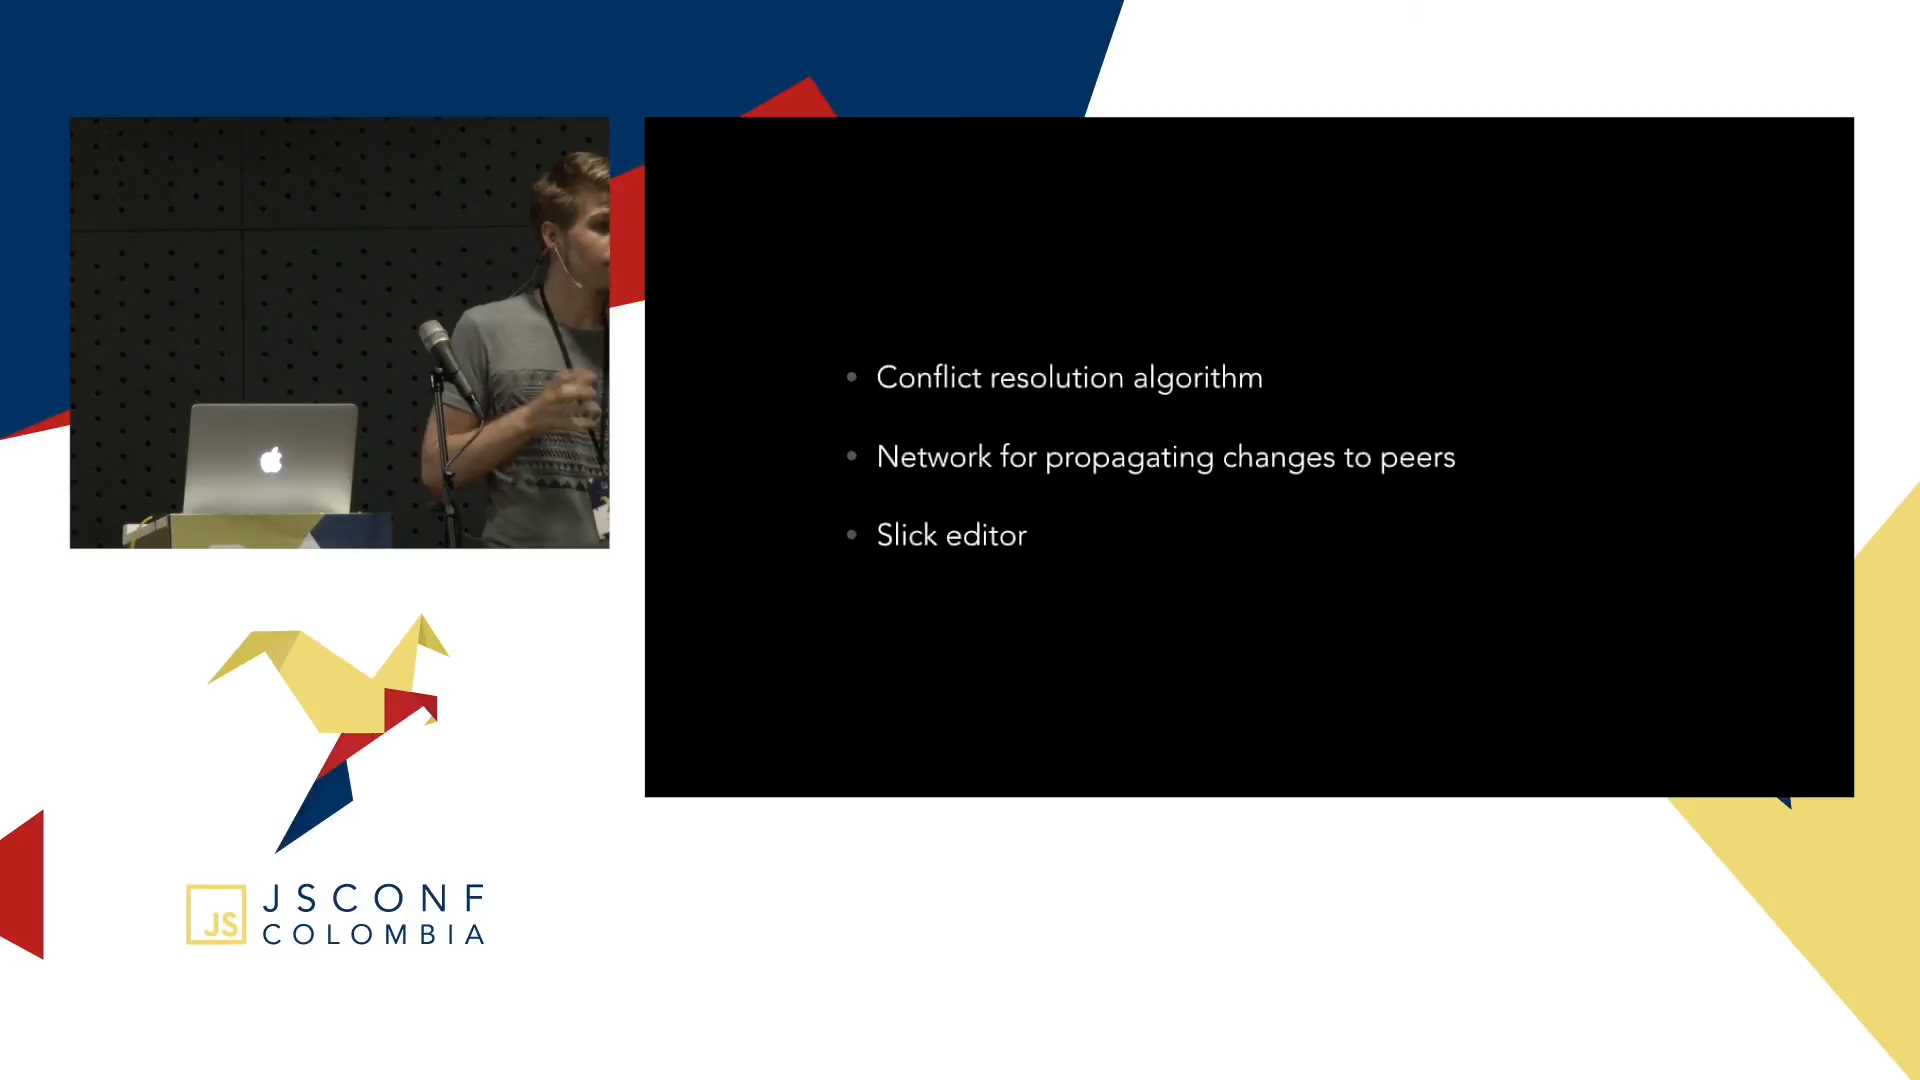 Conflict resolution algorithm
Network for propagating changes to peers
Slick editor
JS
JSCONF
COLOMBIA